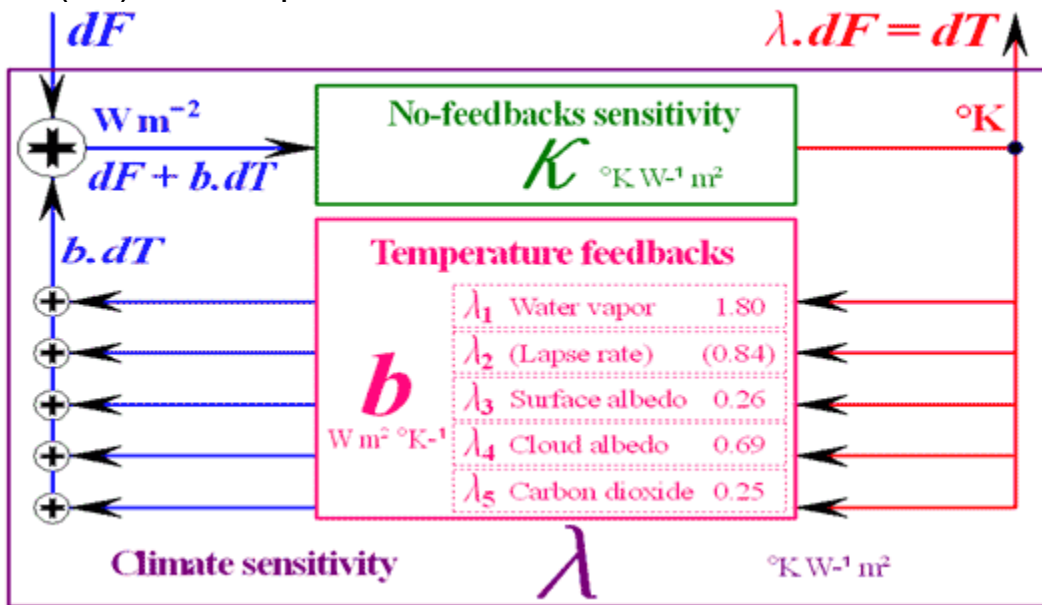 dF
λ.dF = dT
W m⁻²
dF + b.dT
No-feedbacks sensitivity
K °K W-¹ m²
°K
b.dT
Temperature feedbacks
b
W m² °K-¹
λ₁ Water vapor 1.80
λ₂ (Lapse rate) (0.84)
λ₃ Surface albedo 0.26
λ₄ Cloud albedo 0.69
λ₅ Carbon dioxide 0.25
Climate sensitivity λ °K W-¹ m²